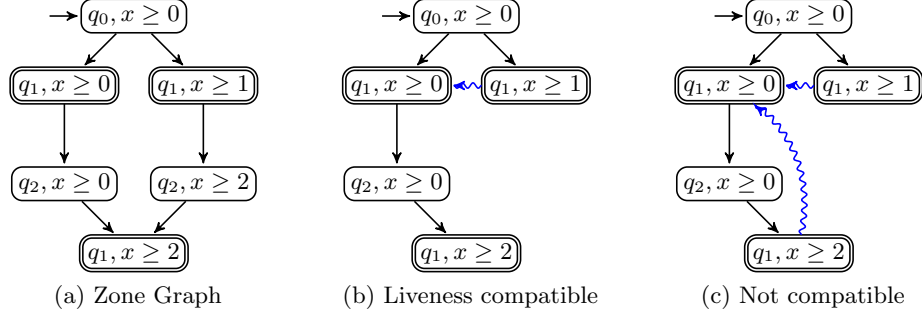 q₀, x ≥ 0 q₀, x ≥ 0 q₀, x ≥ 0
q₁, x ≥ 0 q₁, x ≥ 1 q₁, x ≥ 0 q₁, x ≥ 1 q₁, x ≥ 0 q₁, x ≥ 1
q₂, x ≥ 0 q₂, x ≥ 2 q₂, x ≥ 0 q₂, x ≥ 0
q₁, x ≥ 2 q₁, x ≥ 2 q₁, x ≥ 2
(a) Zone Graph (b) Liveness compatible (c) Not compatible